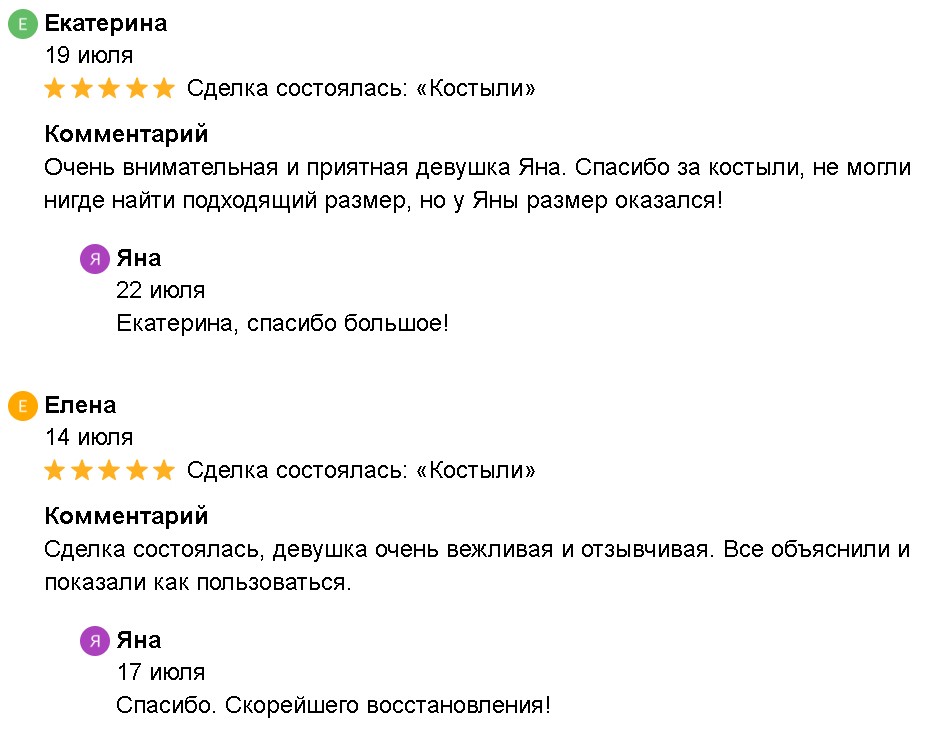 Е Екатерина
19 июля
Сделка состоялась: «Костыли»
Комментарий
Очень внимательная и приятная девушка Яна. Спасибо за костыли, не могли
нигде найти подходящий размер, но у Яны размер оказался!
Я Яна
22 июля
Екатерина, спасибо большое!
Е Елена
14 июля
Сделка состоялась: «Костыли»
Комментарий
Сделка состоялась, девушка очень вежливая и отзывчивая. Все объяснили и
показали как пользоваться.
Я Яна
17 июля
Спасибо. Скорейшего восстановления!